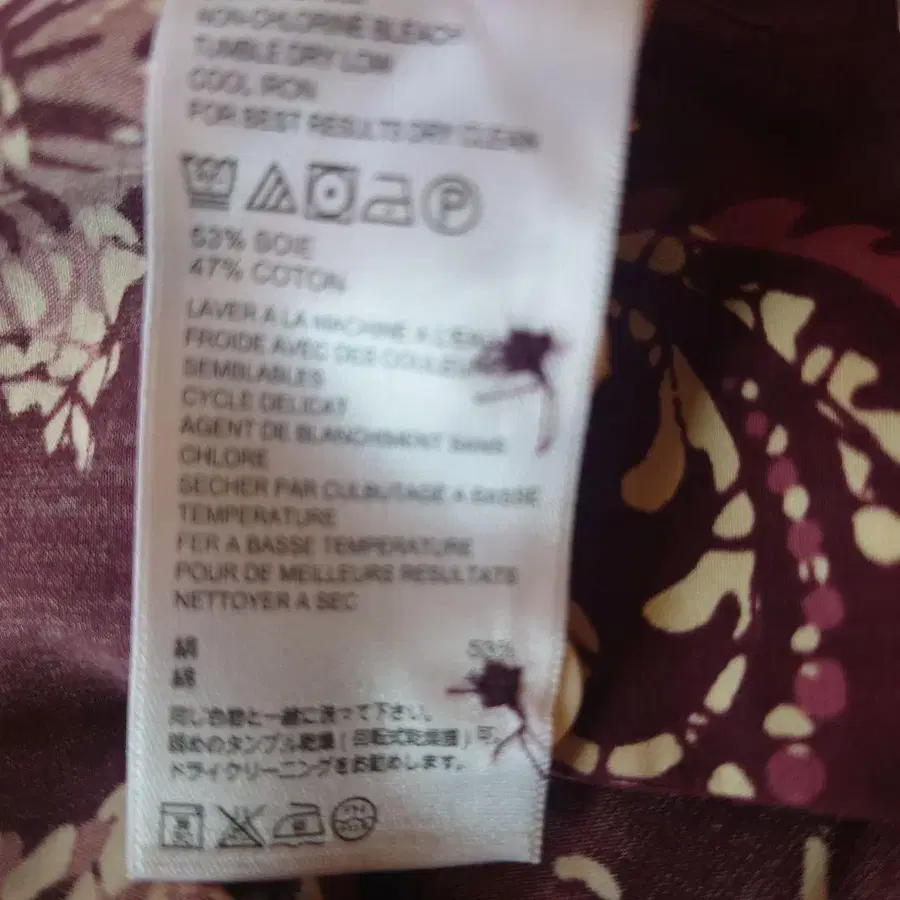 NON-CHLORINE BLEACH
TUMBLE DRY LOW
COOL IRON
FOR BEST RESULTS DRY CLEAN
P
53% SOIE
47% COTON
LAVER A LA MACHINE A L'EAU
FROIDE AVEC DES COULEURS
SEMBLABLES
CYCLE DELICAT
AGENT DE BLANCHIMENT SANS
CHLORE
SECHER PAR CULBUTAGE A BASSE
TEMPERATURE
FER A BASSE TEMPERATURE
POUR DE MEILLEURS RESULTATS
NETTOYER A SEC
絹 53%
綿
同じ色物と一緒に洗って下さい。
弱めのタンブル乾燥(回転式乾燥機)可。
ドライクリーニングをお勧めします。